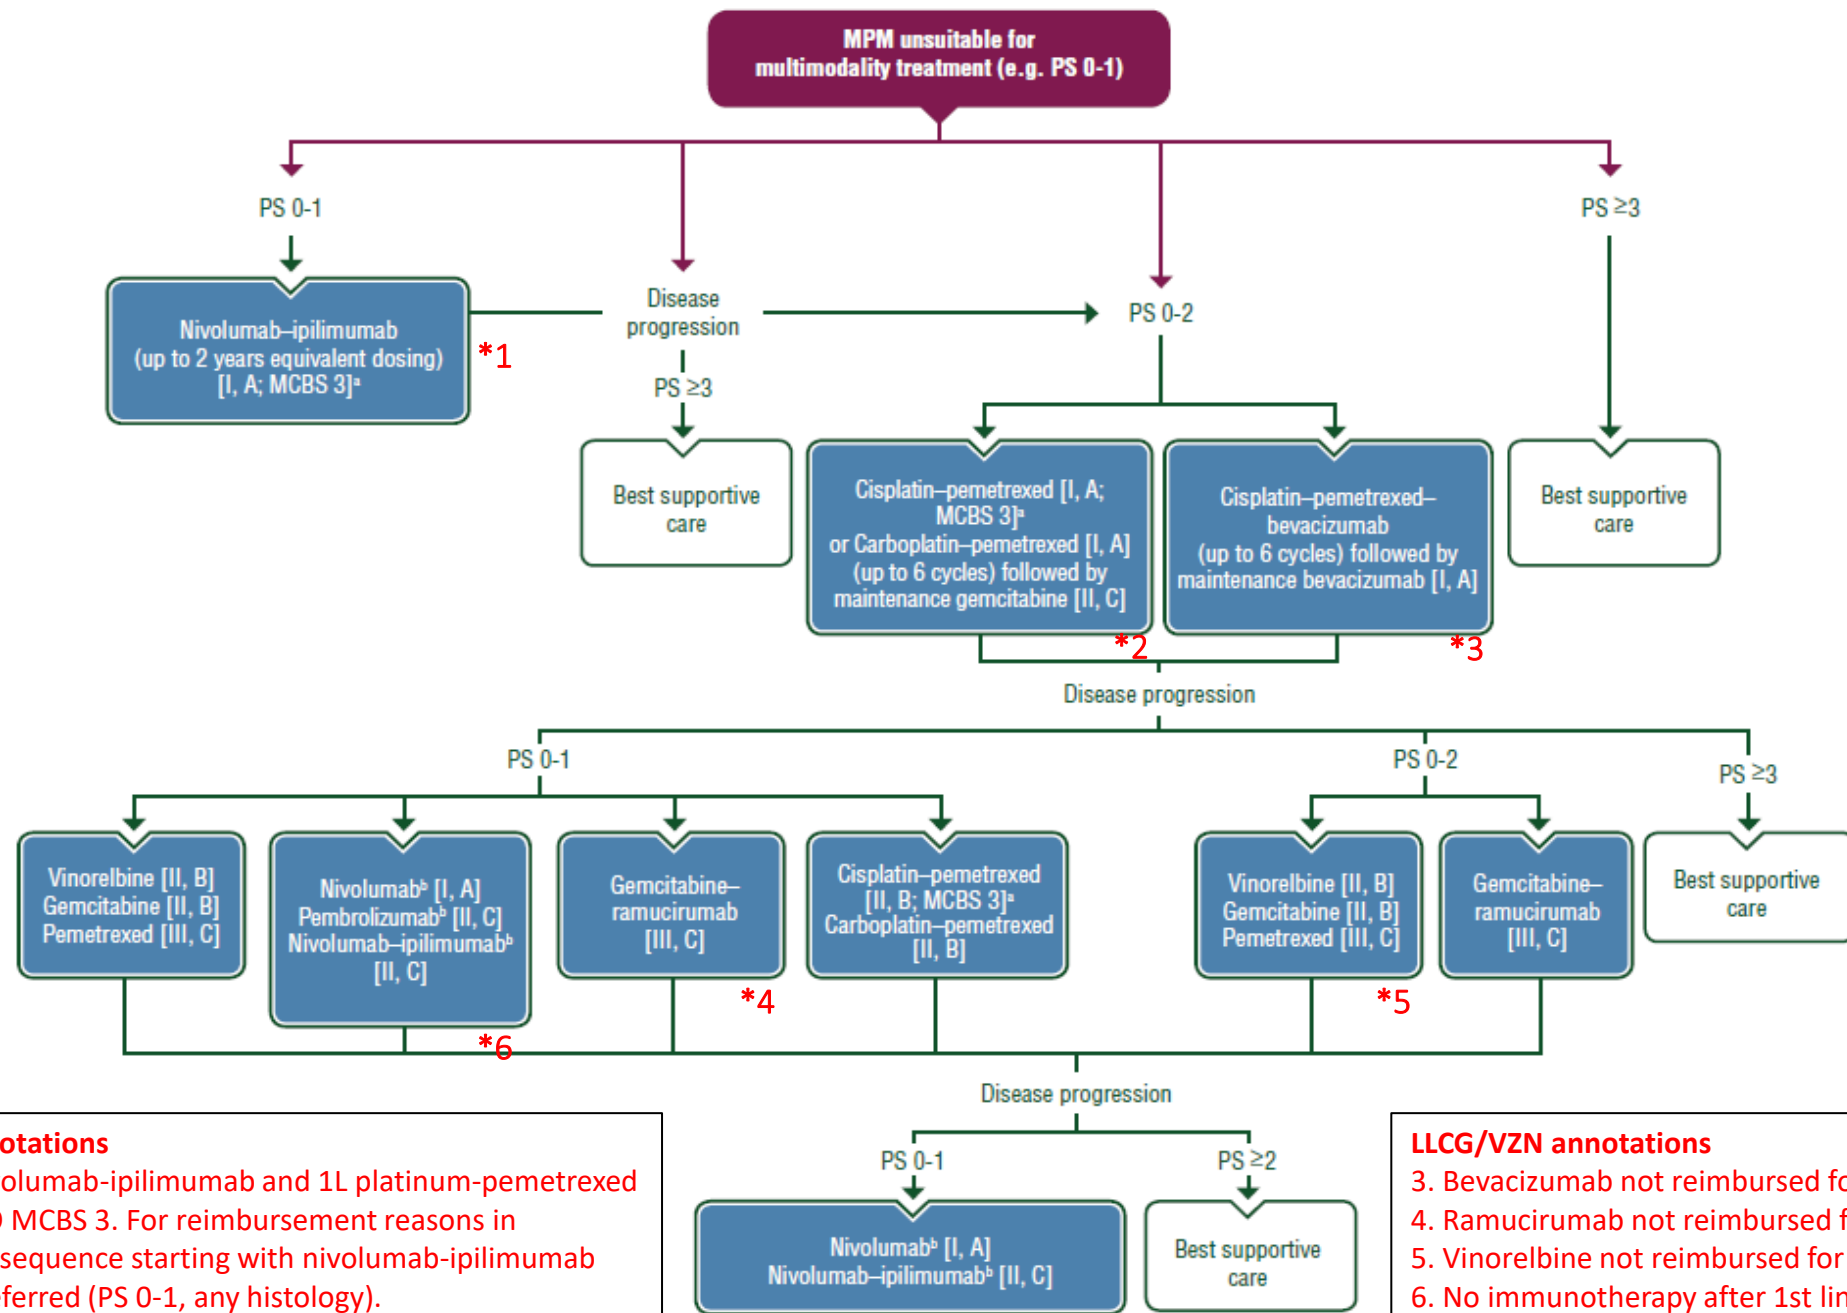 MPM unsuitable for
multimodality treatment (e.g. PS 0-1)
PS 0-1
PS ≥3
Nivolumab–ipilimumab
(up to 2 years equivalent dosing)
[I, A; MCBS 3]ᵃ
*1
Disease
progression
PS 0-2
PS ≥3
Best supportive
care
Cisplatin–pemetrexed [I, A;
MCBS 3]ᵃ
or Carboplatin–pemetrexed [I, A]
(up to 6 cycles) followed by
maintenance gemcitabine [II, C]
*2
Cisplatin–pemetrexed–
bevacizumab
(up to 6 cycles) followed by
maintenance bevacizumab [I, A]
*3
Best supportive
care
Disease progression
PS 0-1
PS 0-2
PS ≥3
Vinorelbine [II, B]
Gemcitabine [II, B]
Pemetrexed [III, C]
Nivolumabᵇ [I, A]
Pembrolizumabᵇ [II, C]
Nivolumab–ipilimumabᵇ
[II, C]
*6
Gemcitabine–
ramucirumab
[III, C]
*4
Cisplatin–pemetrexed
[II, B; MCBS 3]ᵃ
Carboplatin–pemetrexed
[II, B]
Vinorelbine [II, B]
Gemcitabine [II, B]
Pemetrexed [III, C]
*5
Gemcitabine–
ramucirumab
[III, C]
Best supportive
care
Disease progression
PS 0-1
PS ≥2
Nivolumabᵇ [I, A]
Nivolumab–ipilimumabᵇ [II, C]
Best supportive
care
otations
olumab-ipilimumab and 1L platinum-pemetrexed
MCBS 3. For reimbursement reasons in
sequence starting with nivolumab-ipilimumab
ferred (PS 0-1, any histology).
LLCG/VZN annotations
3. Bevacizumab not reimbursed fo
4. Ramucirumab not reimbursed f
5. Vinorelbine not reimbursed for
6. No immunotherapy after 1st lin